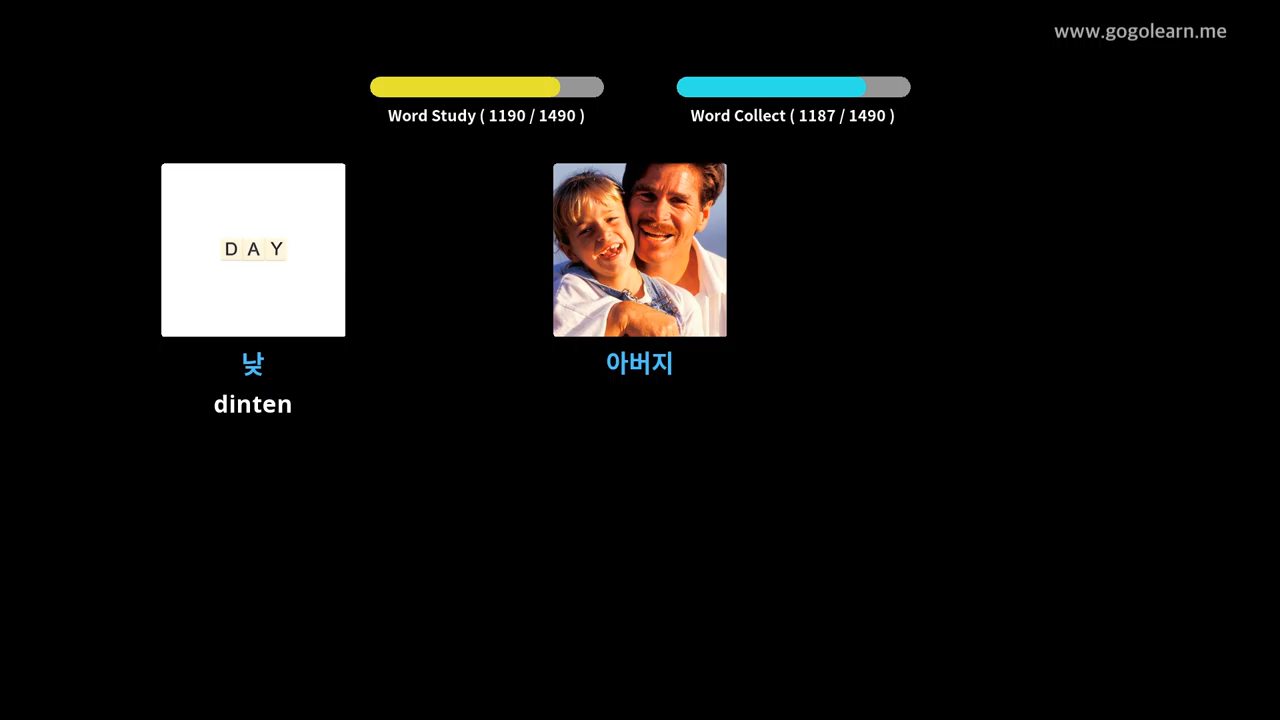 www.gogolearn.me
Word Study ( 1190 / 1490 )
Word Collect ( 1187 / 1490 )
DAY
낮
아버지
dinten